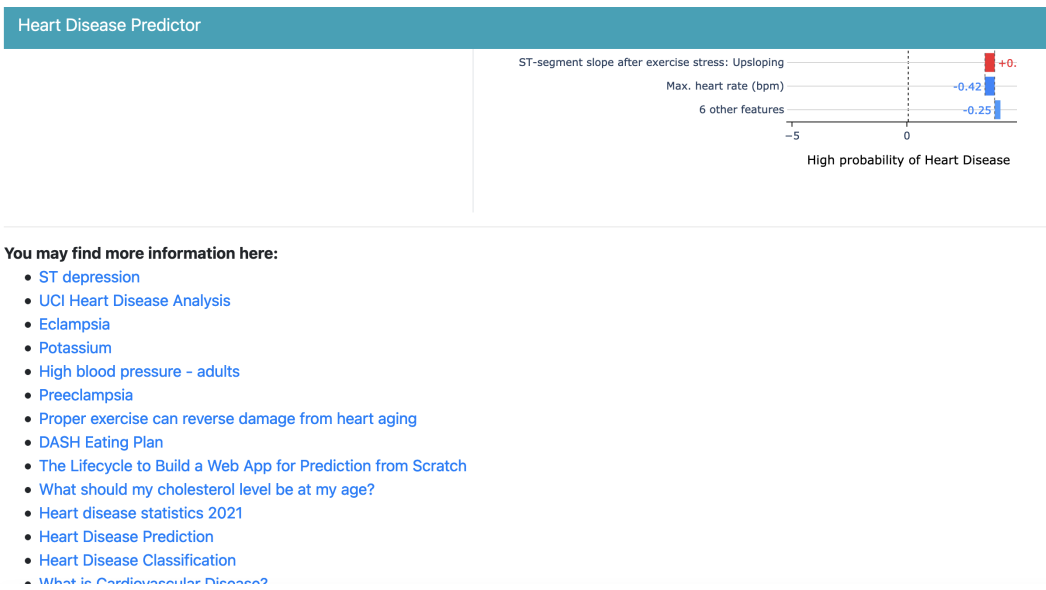 Heart Disease Predictor
ST-segment slope after exercise stress: Upsloping
+0.
Max. heart rate (bpm)
-0.42
6 other features
-0.25
−5
0
High probability of Heart Disease
You may find more information here:
ST depression
UCI Heart Disease Analysis
Eclampsia
Potassium
High blood pressure - adults
Preeclampsia
Proper exercise can reverse damage from heart aging
DASH Eating Plan
The Lifecycle to Build a Web App for Prediction from Scratch
What should my cholesterol level be at my age?
Heart disease statistics 2021
Heart Disease Prediction
Heart Disease Classification
What is Cardiovascular Disease?